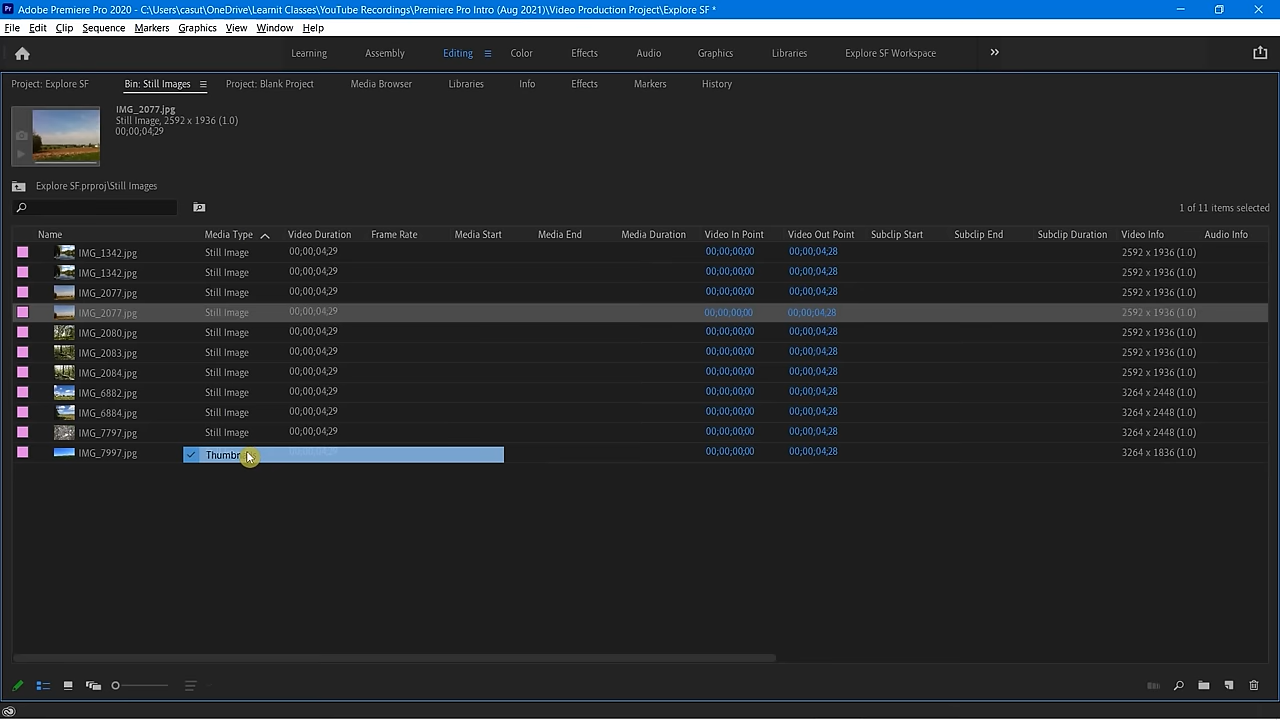 Adobe Premiere Pro 2020 - C:\Users\casut\OneDrive\Learnit Classes\YouTube Recordings\Premiere Pro Intro (Aug 2021)\Video Production Project\Explore SF *
File Edit Clip Sequence Markers Graphics View Window Help
Learning Assembly Editing Color Effects Audio Graphics Libraries Explore SF Workspace
Project: Explore SF Bin: Still Images Project: Blank Project Media Browser Libraries Info Effects Markers History
IMG_2077.jpg
Still Image, 2592 x 1936 (1.0)
00;00;04;29
Explore SF.prproj\Still Images
1 of 11 items selected
Name Media Type Video Duration Frame Rate Media Start Media End Media Duration Video In Point Video Out Point Subclip Start Subclip End Subclip Duration Video Info Audio Info
IMG_1342.jpg Still Image 00;00;04;29 00;00;00;00 00;00;04;28 2592 x 1936 (1.0)
IMG_1342.jpg Still Image 00;00;04;29 00;00;00;00 00;00;04;28 2592 x 1936 (1.0)
IMG_2077.jpg Still Image 00;00;04;29 00;00;00;00 00;00;04;28 2592 x 1936 (1.0)
IMG_2077.jpg Still Image 00;00;04;29 00;00;00;00 00;00;04;28 2592 x 1936 (1.0)
IMG_2080.jpg Still Image 00;00;04;29 00;00;00;00 00;00;04;28 2592 x 1936 (1.0)
IMG_2083.jpg Still Image 00;00;04;29 00;00;00;00 00;00;04;28 2592 x 1936 (1.0)
IMG_2084.jpg Still Image 00;00;04;29 00;00;00;00 00;00;04;28 2592 x 1936 (1.0)
IMG_6882.jpg Still Image 00;00;04;29 00;00;00;00 00;00;04;28 3264 x 2448 (1.0)
IMG_6884.jpg Still Image 00;00;04;29 00;00;00;00 00;00;04;28 3264 x 2448 (1.0)
IMG_7797.jpg Still Image 00;00;04;29 00;00;00;00 00;00;04;28 3264 x 2448 (1.0)
IMG_7997.jpg 00;00;00;00 00;00;04;28 3264 x 1836 (1.0)